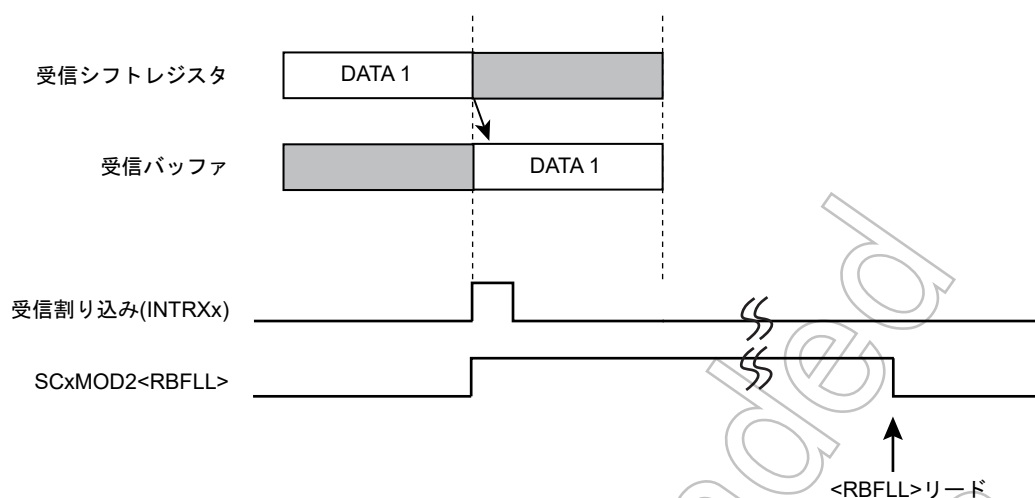 受信シフトレジスタ
DATA 1
受信バッファ
DATA 1
受信割り込み(INTRXx)
SCxMOD2<RBFLL>
<RBFLL>リード